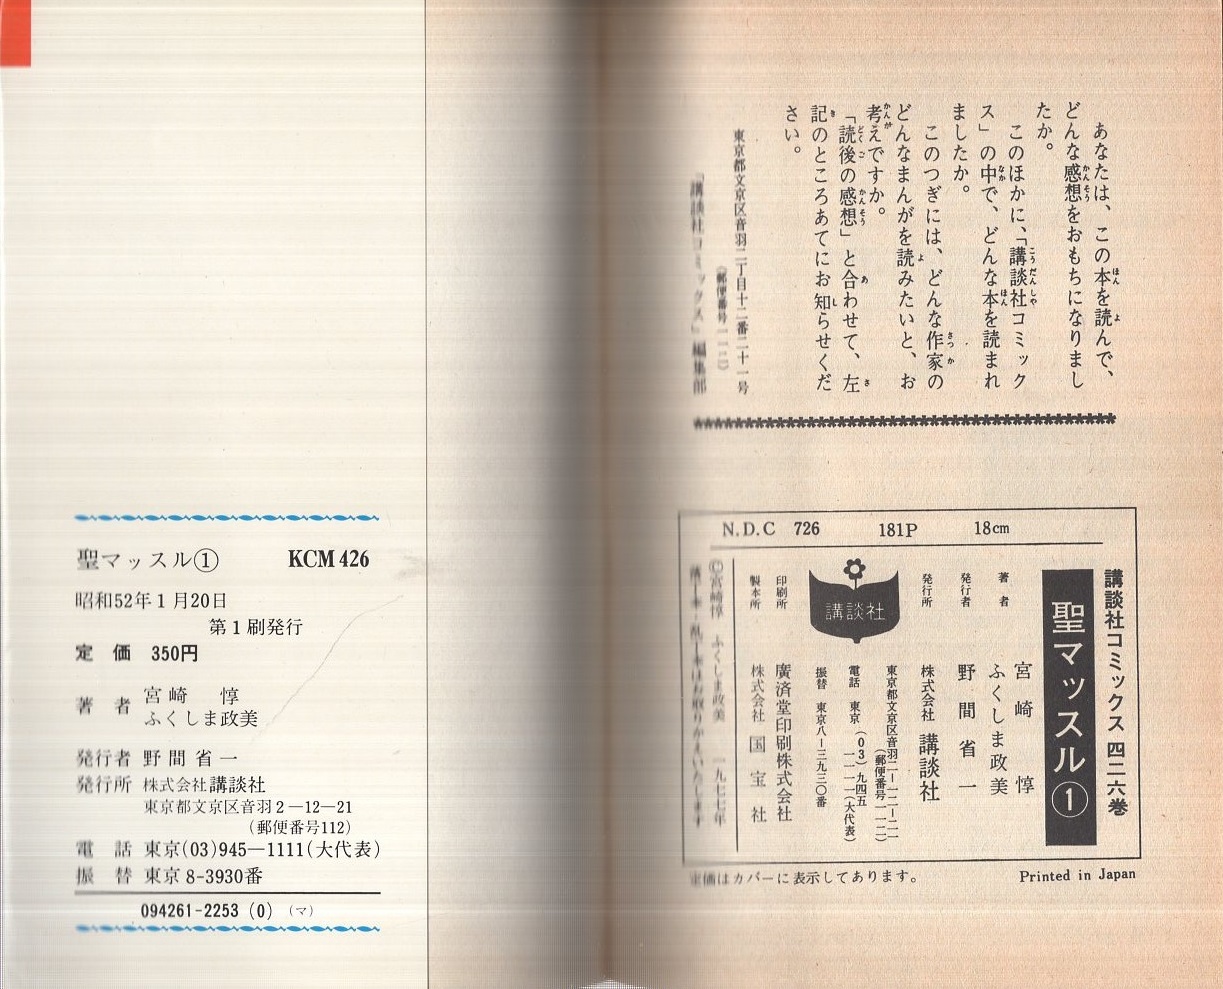 あなたは、この本を読んで、
どんな感想をおもちになりまし
たか。
このほかに、「講談社コミック
ス」の中で、どんな本を読まれ
ましたか。
このつぎには、どんな作家の
どんなまんがを読みたいと、お
考えですか。
「読後の感想」と合わせて、左
記のところあてにお知らせくだ
さい。
東京都文京区音羽二丁目十二番二十一号
(郵便番号一一二)
「講談社コミックス」編集部
N.D.C 726 181P 18cm
講談社コミックス 四二六巻
聖マッスル①
著者 宮崎惇
ふくしま政美
発行者 野間省一
発行所 株式会社 講談社
東京都文京区音羽二―一二―二一
(郵便番号一一二)
電話 東京(03)九四五
一一一一(大代表)
振替 東京八―三九三〇番
講談社
印刷所 廣済堂印刷株式会社
製本所 株式会社 国宝社
©宮崎惇 ふくしま政美 一九七七年
落丁本・乱丁本はお取りかえいたします
定価はカバーに表示してあります。
Printed in Japan
聖マッスル① KCM 426
昭和52年1月20日
第1刷発行
定価 350円
著者 宮崎 惇
ふくしま政美
発行者 野間省一
発行所 株式会社講談社
東京都文京区音羽2―12―21
(郵便番号112)
電話 東京(03)945―1111(大代表)
振替 東京8-3930番
094261-2253 (0) (マ)